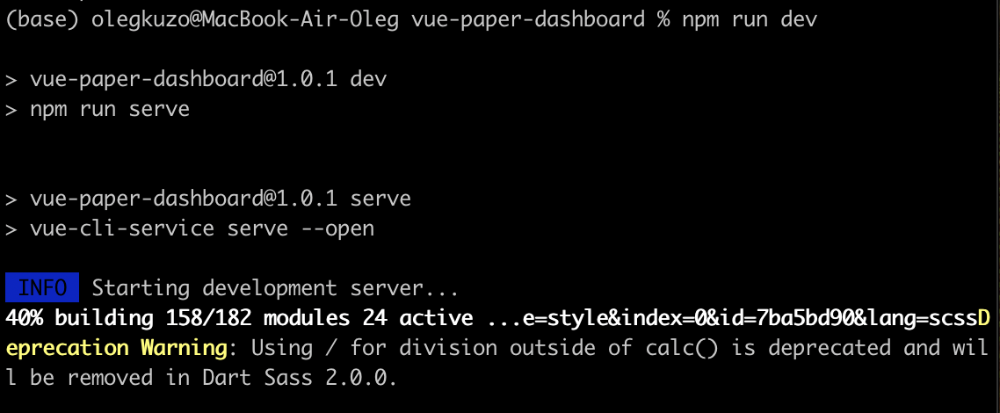 (base) olegkuzo@MacBook-Air-Oleg vue-paper-dashboard % npm run dev
> vue-paper-dashboard@1.0.1 dev
> npm run serve
> vue-paper-dashboard@1.0.1 serve
> vue-cli-service serve --open
INFO Starting development server...
40% building 158/182 modules 24 active ...e=style&index=0&id=7ba5bd90&lang=scssD
eprecation Warning: Using / for division outside of calc() is deprecated and wil
l be removed in Dart Sass 2.0.0.